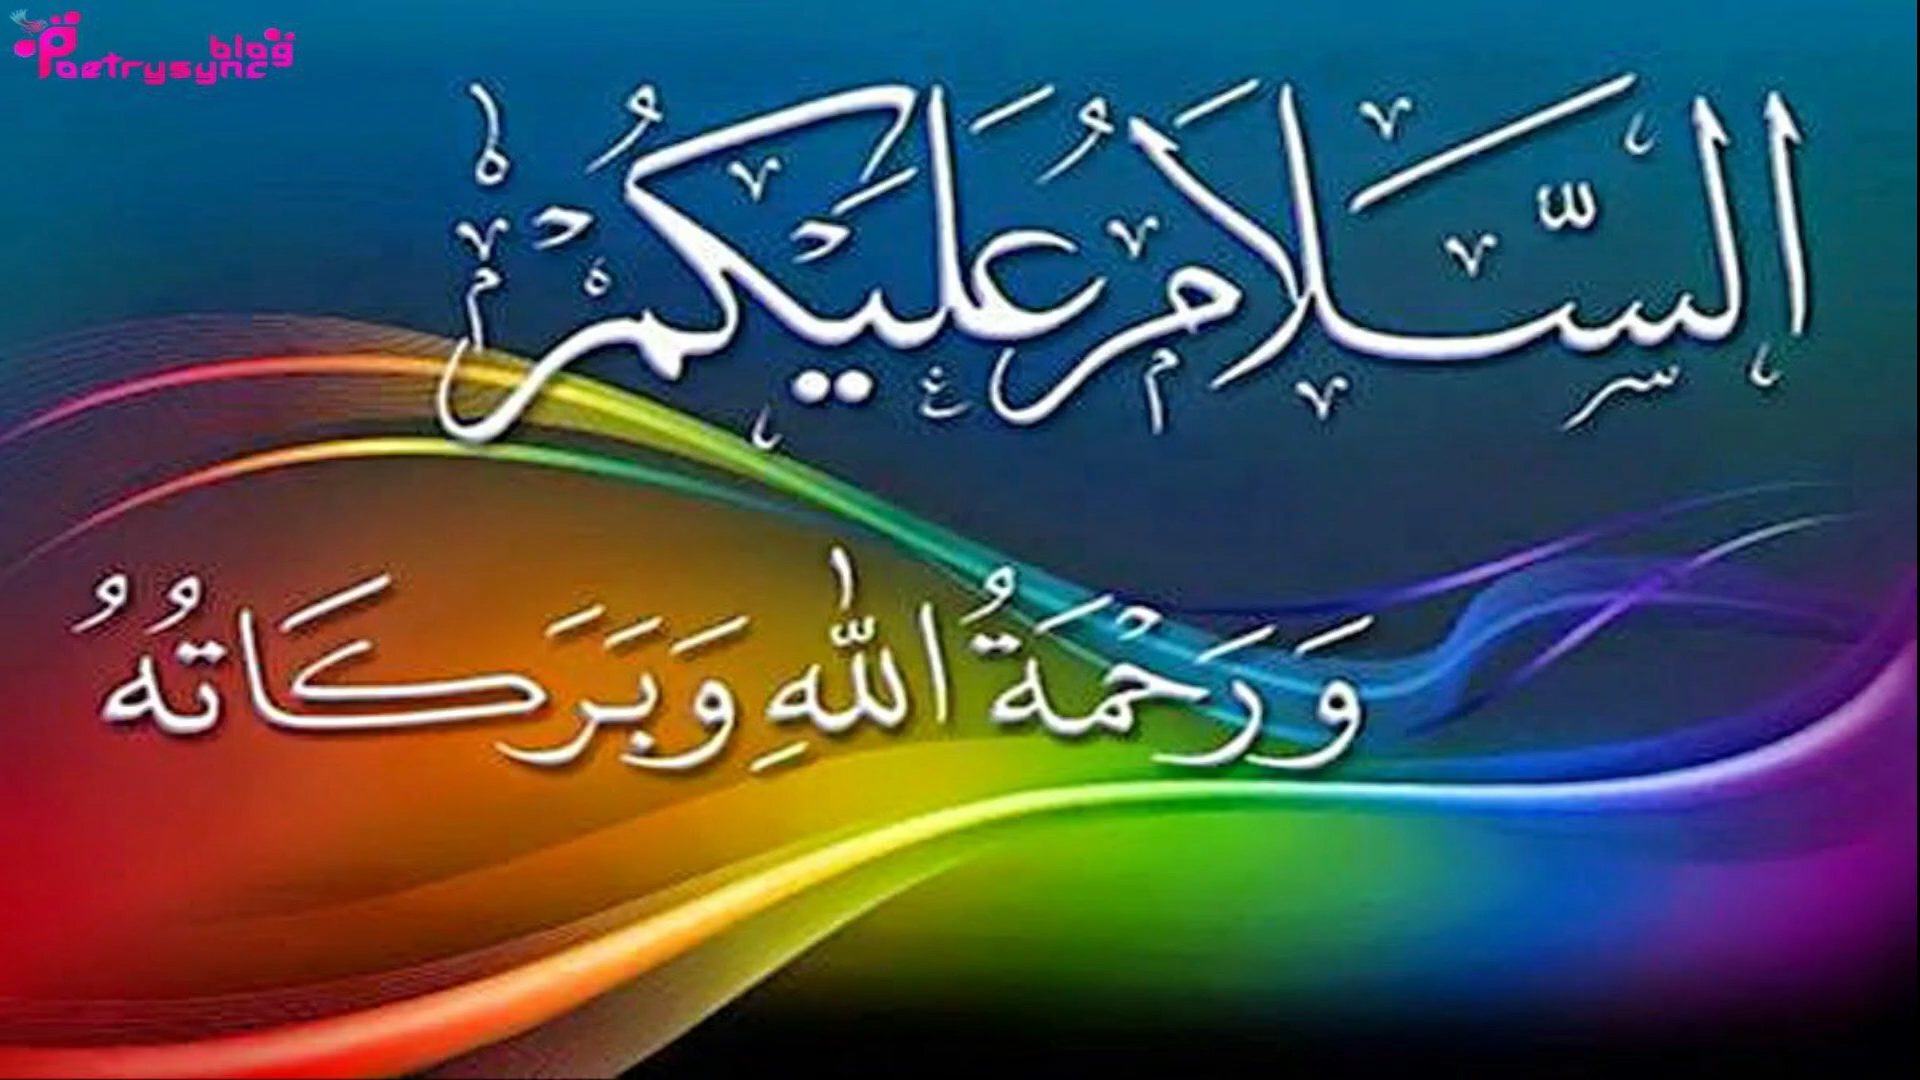 Poetrysync blog
السَّلَامُ عَلَيْكُمْ
وَرَحْمَةُ اللّٰهِ وَبَرَكَاتُهُ